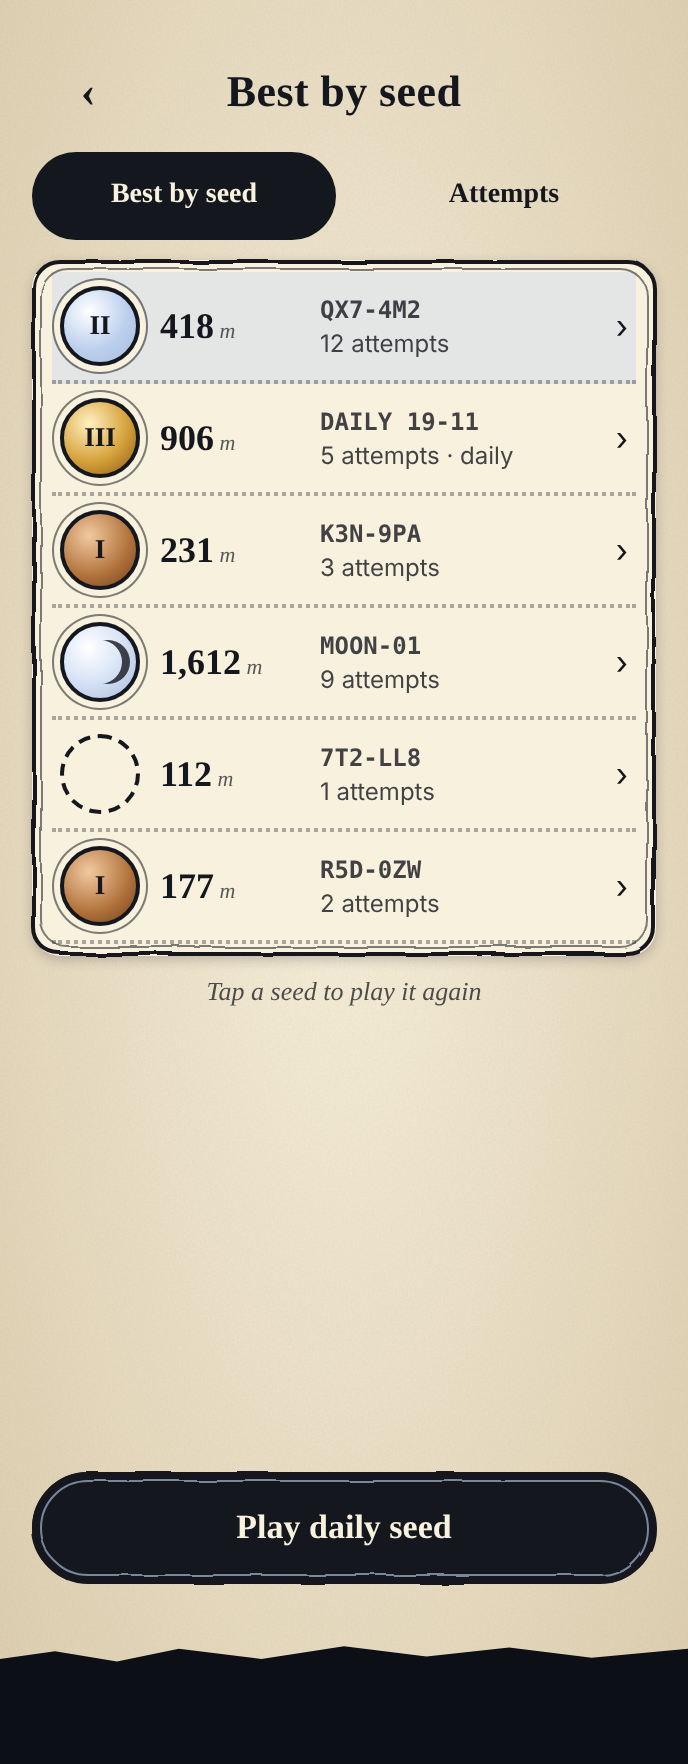 ‹ Best by seed
Best by seed Attempts
II 418 m QX7-4M2 ›
12 attempts
III 906 m DAILY 19-11 ›
5 attempts · daily
I 231 m K3N-9PA ›
3 attempts
1,612 m MOON-01 ›
9 attempts
112 m 7T2-LL8 ›
1 attempts
I 177 m R5D-0ZW ›
2 attempts
Tap a seed to play it again
Play daily seed